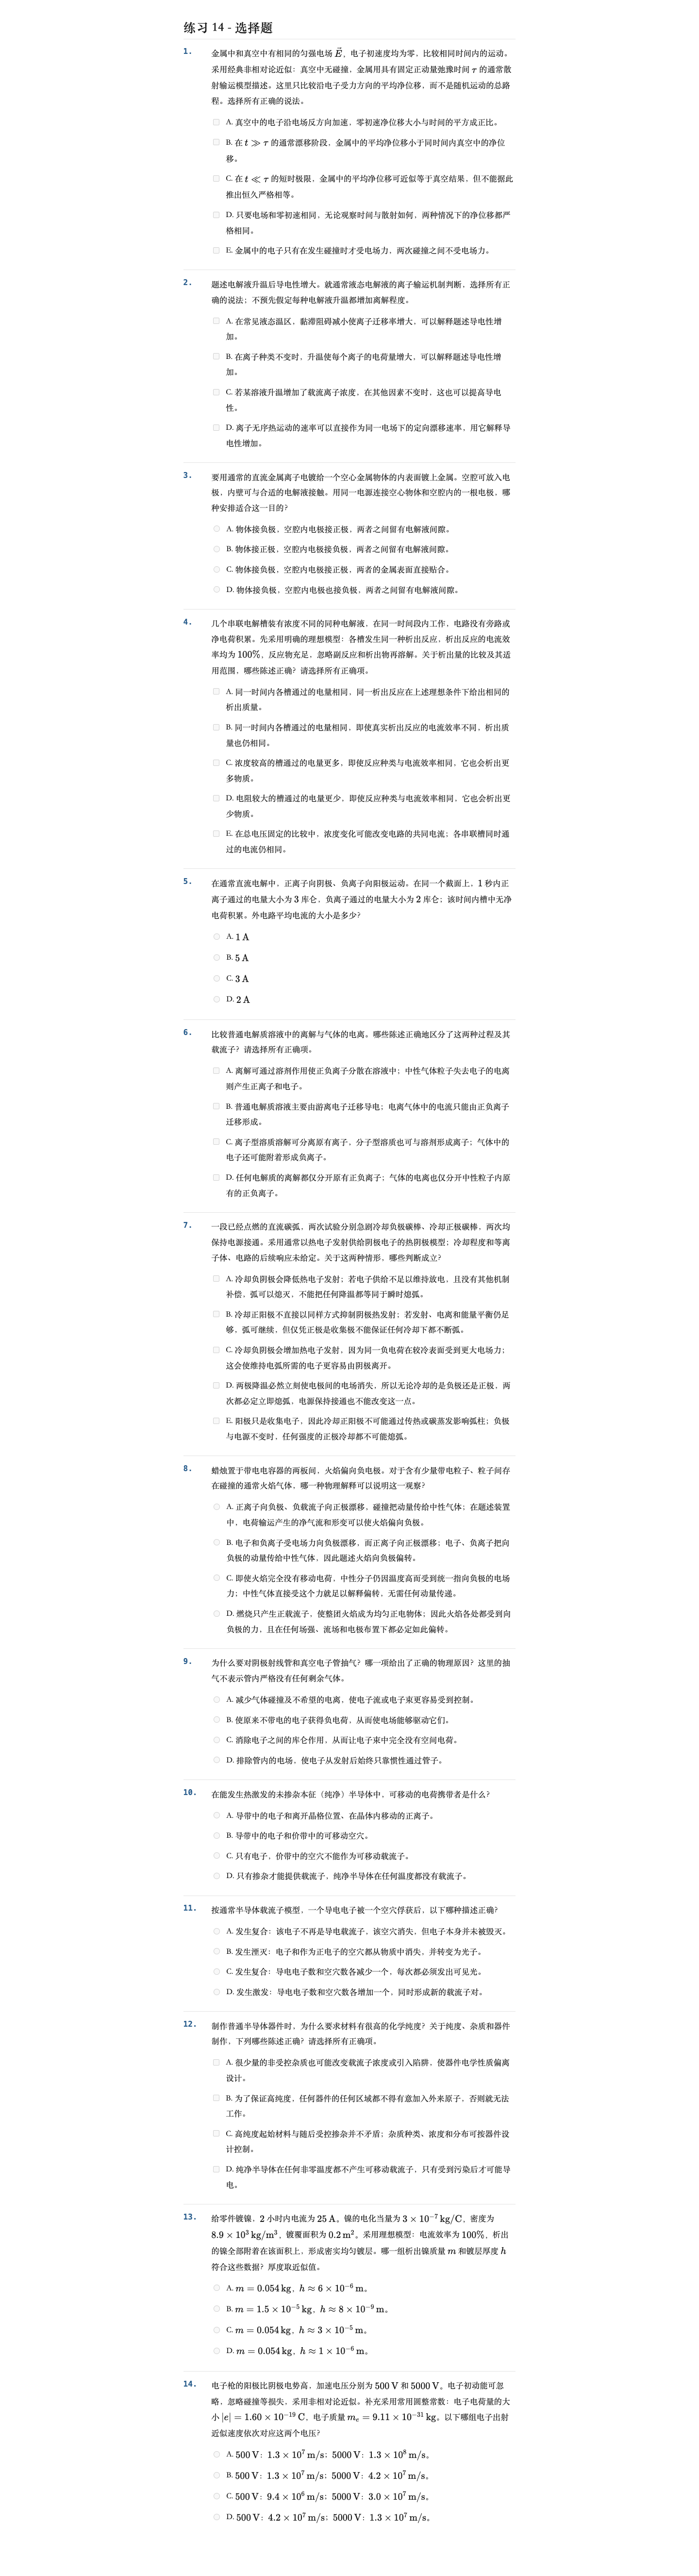 练习 14 - 选择题
1. 金属中和真空中有相同的匀强电场 $\vec{E}$，电子初速度均为零，比较相同时间内的运动。
采用经典非相对论近似：真空中无碰撞，金属用具有固定正动量弛豫时间 τ 的通常散
射输运模型描述。这里只比较沿电子受力方向的平均净位移，而不是随机运动的总路
程。选择所有正确的说法。
A. 真空中的电子沿电场反方向加速，零初速净位移大小与时间的平方成正比。
B. 在 t ≫ τ 的通常漂移阶段，金属中的平均净位移小于同时间内真空中的净位
移。
C. 在 t ≪ τ 的短时极限，金属中的平均净位移可近似等于真空结果，但不能据此
推出恒久严格相等。
D. 只要电场和零初速相同，无论观察时间与散射如何，两种情况下的净位移都严
格相同。
E. 金属中的电子只有在发生碰撞时才受电场力，两次碰撞之间不受电场力。
2. 题述电解液升温后导电性增大。就通常液态电解液的离子输运机制判断，选择所有正
确的说法；不预先假定每种电解液升温都增加离解程度。
A. 在常见液态温区，黏滞阻碍减小使离子迁移率增大，可以解释题述导电性增
加。
B. 在离子种类不变时，升温使每个离子的电荷量增大，可以解释题述导电性增
加。
C. 若某溶液升温增加了载流离子浓度，在其他因素不变时，这也可以提高导电
性。
D. 离子无序热运动的速率可以直接作为同一电场下的定向漂移速率，用它解释导
电性增加。
3. 要用通常的直流金属离子电镀给一个空心金属物体的内表面镀上金属。空腔可放入电
极，内壁可与合适的电解液接触。用同一电源连接空心物体和空腔内的一根电极，哪
种安排适合这一目的？
A. 物体接负极，空腔内电极接正极，两者之间留有电解液间隙。
B. 物体接正极，空腔内电极接负极，两者之间留有电解液间隙。
C. 物体接负极，空腔内电极接正极，两者的金属表面直接贴合。
D. 物体接负极，空腔内电极也接负极，两者之间留有电解液间隙。
4. 几个串联电解槽装有浓度不同的同种电解液，在同一时间段内工作，电路没有旁路或
净电荷积累。先采用明确的理想模型：各槽发生同一种析出反应，析出反应的电流效
率均为 100%，反应物充足，忽略副反应和析出物再溶解。关于析出量的比较及其适
用范围，哪些陈述正确？请选择所有正确项。
A. 同一时间内各槽通过的电量相同，同一析出反应在上述理想条件下给出相同的
析出质量。
B. 同一时间内各槽通过的电量相同，即使真实析出反应的电流效率不同，析出质
量也仍相同。
C. 浓度较高的槽通过的电量更多，即使反应种类与电流效率相同，它也会析出更
多物质。
D. 电阻较大的槽通过的电量更少，即使反应种类与电流效率相同，它也会析出更
少物质。
E. 在总电压固定的比较中，浓度变化可能改变电路的共同电流；各串联槽同时通
过的电流仍相同。
5. 在通常直流电解中，正离子向阴极、负离子向阳极运动。在同一个截面上，1 秒内正
离子通过的电量大小为 3 库仑，负离子通过的电量大小为 2 库仑；该时间内槽中无净
电荷积累。外电路平均电流的大小是多少？
A. 1 A
B. 5 A
C. 3 A
D. 2 A
6. 比较普通电解质溶液中的离解与气体的电离。哪些陈述正确地区分了这两种过程及其
载流子？请选择所有正确项。
A. 离解可通过溶剂作用使正负离子分散在溶液中；中性气体粒子失去电子的电离
则产生正离子和电子。
B. 普通电解质溶液主要由游离电子迁移导电；电离气体中的电流只能由正负离子
迁移形成。
C. 离子型溶质溶解可分离原有离子，分子型溶质也可与溶剂形成离子；气体中的
电子还可能附着形成负离子。
D. 任何电解质的离解都仅分开原有正负离子；气体的电离也仅分开中性粒子内原
有的正负离子。
7. 一段已经点燃的直流碳弧，两次试验分别急剧冷却负极碳棒、冷却正极碳棒，两次均
保持电源接通。采用通常以热电子发射供给阴极电子的热阴极模型；冷却程度和等离
子体、电路的后续响应未给定。关于这两种情形，哪些判断成立？
A. 冷却负阴极会降低热电子发射；若电子供给不足以维持放电，且没有其他机制
补偿，弧可以熄灭，不能把任何降温都等同于瞬时熄弧。
B. 冷却正阳极不直接以同样方式抑制阴极热发射；若发射、电离和能量平衡仍足
够，弧可继续，但仅凭正极是收集极不能保证任何冷却下都不断弧。
C. 冷却负阴极会增加热电子发射，因为同一负电荷在较冷表面受到更大电场力；
这会使维持电弧所需的电子更容易由阴极离开。
D. 两极降温必然立刻使电极间的电场消失，所以无论冷却的是负极还是正极，两
次都必定立即熄弧，电源保持接通也不能改变这一点。
E. 阳极只是收集电子，因此冷却正阳极不可能通过传热或碳蒸发影响弧柱；负极
与电源不变时，任何强度的正极冷却都不可能熄弧。
8. 蜡烛置于带电电容器的两板间，火焰偏向负电极。对于含有少量带电粒子、粒子间存
在碰撞的通常火焰气体，哪一种物理解释可以说明这一观察？
A. 正离子向负极、负载流子向正极漂移，碰撞把动量传给中性气体；在题述装置
中，电荷输运产生的净气流和形变可以使火焰偏向负极。
B. 电子和负离子受电场力向负极漂移，而正离子向正极漂移；电子、负离子把向
负极的动量传给中性气体，因此题述火焰向负极偏转。
C. 即使火焰完全没有移动电荷，中性分子仍因温度高而受到统一指向负极的电场
力；中性气体直接受这个力就足以解释偏转，无需任何动量传递。
D. 燃烧只产生正载流子，使整团火焰成为均匀正电物体；因此火焰各处都受到向
负极的力，且在任何场强、流场和电极布置下都必定如此偏转。
9. 为什么要对阴极射线管和真空电子管抽气？哪一项给出了正确的物理原因？这里的抽
气不表示管内严格没有任何剩余气体。
A. 减少气体碰撞及不希望的电离，使电子流或电子束更容易受到控制。
B. 使原来不带电的电子获得负电荷，从而使电场能够驱动它们。
C. 消除电子之间的库仑作用，从而让电子束中完全没有空间电荷。
D. 排除管内的电场，使电子从发射后始终只靠惯性通过管子。
10. 在能发生热激发的未掺杂本征（纯净）半导体中，可移动的电荷携带者是什么？
A. 导带中的电子和离开晶格位置、在晶体内移动的正离子。
B. 导带中的电子和价带中的可移动空穴。
C. 只有电子，价带中的空穴不能作为可移动载流子。
D. 只有掺杂才能提供载流子，纯净半导体在任何温度都没有载流子。
11. 按通常半导体载流子模型，一个导电电子被一个空穴俘获后，以下哪种描述正确？
A. 发生复合：该电子不再是导电载流子，该空穴消失，但电子本身并未被毁灭。
B. 发生湮灭：电子和作为正电子的空穴都从物质中消失，并转变为光子。
C. 发生复合：导电电子数和空穴数各减少一个，每次都必须发出可见光。
D. 发生激发：导电电子数和空穴数各增加一个，同时形成新的载流子对。
12. 制作普通半导体器件时，为什么要求材料有很高的化学纯度？关于纯度、杂质和器件
制作，下列哪些陈述正确？请选择所有正确项。
A. 很少量的非受控杂质也可能改变载流子浓度或引入陷阱，使器件电学性质偏离
设计。
B. 为了保证高纯度，任何器件的任何区域都不得有意加入外来原子，否则就无法
工作。
C. 高纯度起始材料与随后受控掺杂并不矛盾；杂质种类、浓度和分布可按器件设
计控制。
D. 纯净半导体在任何非零温度都不产生可移动载流子，只有受到污染后才可能导
电。
13. 给零件镀镍，2 小时内电流为 25 A。镍的电化当量为 $3 \times 10^{-7}$ kg/C，密度为
$8.9 \times 10^{3}$ kg/m³，镀覆面积为 0.2 m²。采用理想模型：电流效率为 100%，析出
的镍全部附着在该面积上，形成密实均匀镀层。哪一组析出镍质量 m 和镀层厚度 h
符合这些数据？厚度取近似值。
A. m = 0.054 kg，h ≈ $6 \times 10^{-6}$ m。
B. m = $1.5 \times 10^{-5}$ kg，h ≈ $8 \times 10^{-9}$ m。
C. m = 0.054 kg，h ≈ $3 \times 10^{-5}$ m。
D. m = 0.054 kg，h ≈ $1 \times 10^{-6}$ m。
14. 电子枪的阳极比阴极电势高，加速电压分别为 500 V 和 5000 V。电子初动能可忽
略，忽略碰撞等损失，采用非相对论近似。补充采用常用圆整常数：电子电荷量的大
小 |e| = $1.60 \times 10^{-19}$ C，电子质量 $m_e$ = $9.11 \times 10^{-31}$ kg。以下哪组电子出射
近似速度依次对应这两个电压？
A. 500 V：$1.3 \times 10^{7}$ m/s；5000 V：$1.3 \times 10^{8}$ m/s。
B. 500 V：$1.3 \times 10^{7}$ m/s；5000 V：$4.2 \times 10^{7}$ m/s。
C. 500 V：$9.4 \times 10^{6}$ m/s；5000 V：$3.0 \times 10^{7}$ m/s。
D. 500 V：$4.2 \times 10^{7}$ m/s；5000 V：$1.3 \times 10^{7}$ m/s。